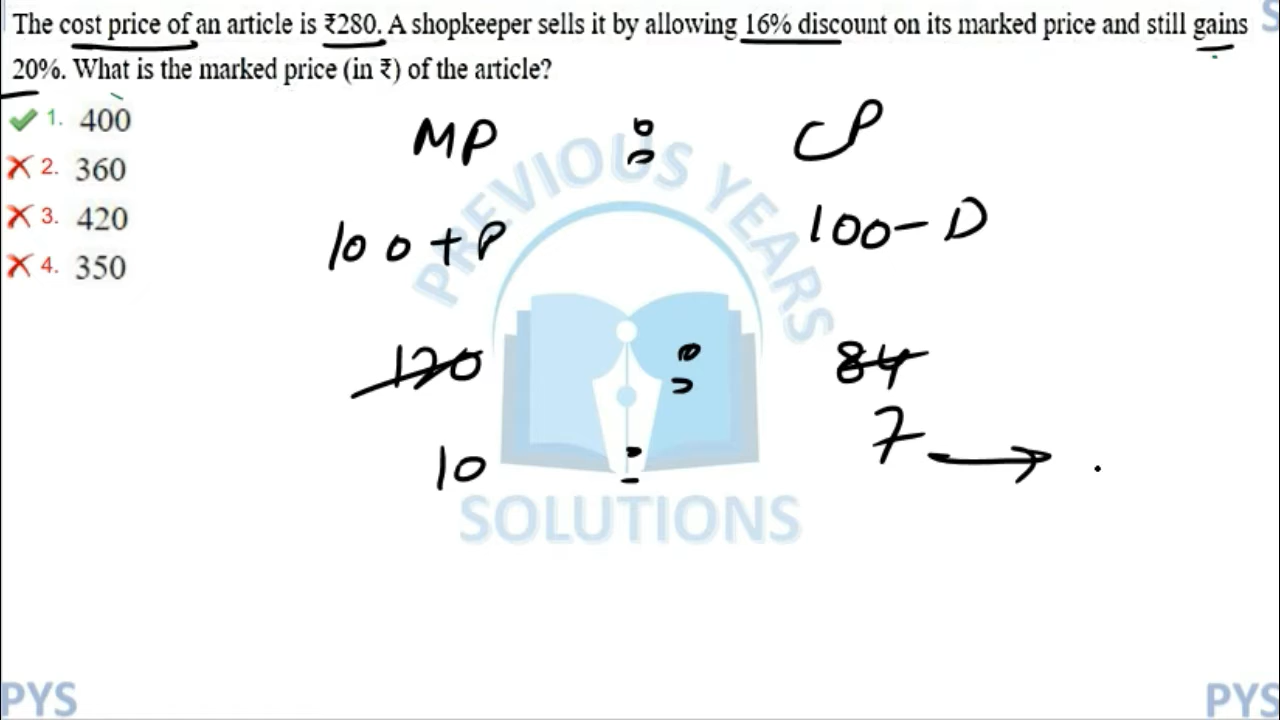 The cost price of an article is ₹280. A shopkeeper sells it by allowing 16% discount on its marked price and still gains
20%. What is the marked price (in ₹) of the article?
1. 400
2. 360
3. 420
4. 350
MP : CP
100+P 100-D
120 : 84
10 : 7
PREVIOUS YEARS
SOLUTIONS
PYS PYS
S